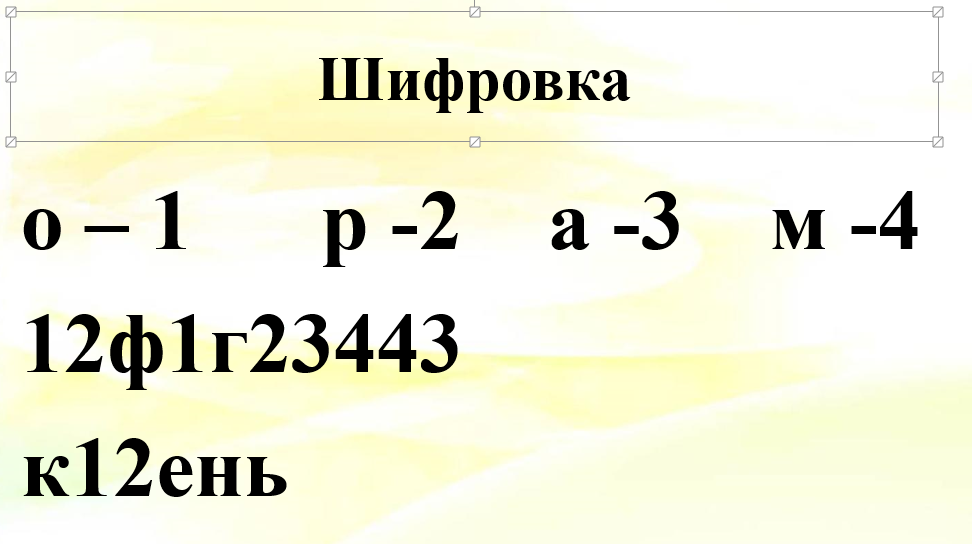 Шифровка
о – 1 р -2 а -3 м -4
12ф1г23443
к12ень